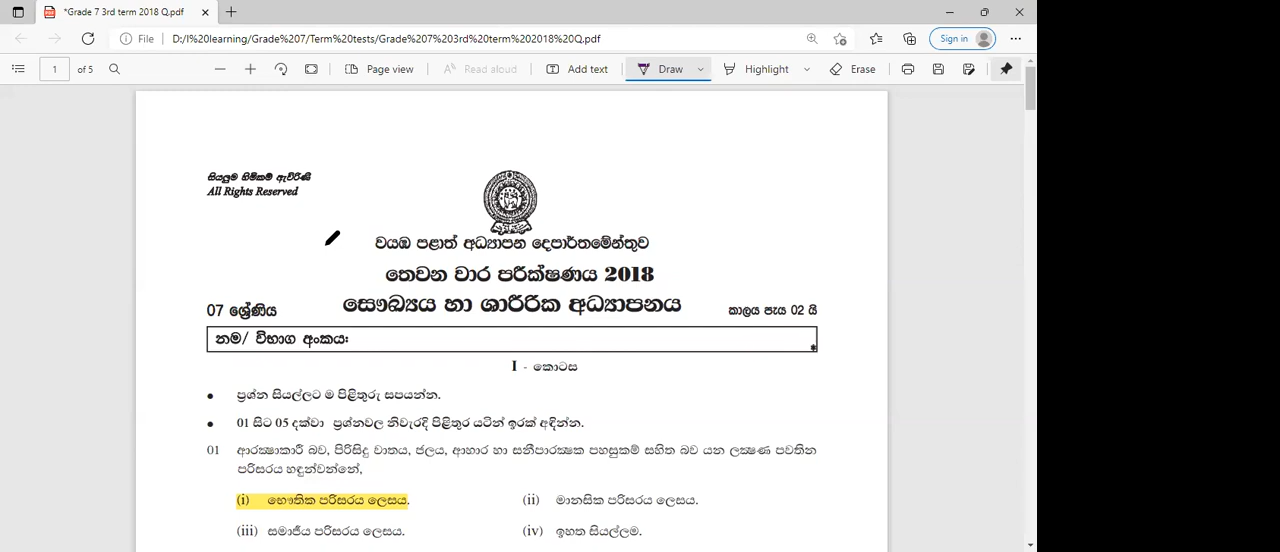 *Grade 7 3rd term 2018 Q.pdf
File D:/I%20learning/Grade%207/Term%20tests/Grade%207%203rd%20term%202018%20Q.pdf
Sign in
1 of 5 Page view Read aloud Add text Draw Highlight Erase
සියලුම හිමිකම් ඇවිරිණි
All Rights Reserved
වයඹ පළාත් අධ්‍යාපන දෙපාර්තමේන්තුව
තෙවන වාර පරීක්ෂණය 2018
07 ශ්‍රේණිය සෞඛ්‍යය හා ශාරීරික අධ්‍යාපනය කාලය පැය 02 යි
නම/ විභාග අංකය:
I - කොටස
• ප්‍රශ්න සියල්ලට ම පිළිතුරු සපයන්න.
• 01 සිට 05 දක්වා ප්‍රශ්නවල නිවැරදි පිළිතුර යටින් ඉරක් අඳින්න.
01 ආරක්‍ෂාකාරී බව, පිරිසිදු වාතය, ජලය, ආහාර හා සනීපාරක්‍ෂක පහසුකම් සහිත බව යන ලක්‍ෂණ පවතින
පරිසරය හඳුන්වන්නේ,
(i) භෞතික පරිසරය ලෙසය. (ii) මානසික පරිසරය ලෙසය.
(iii) සමාජීය පරිසරය ලෙසය. (iv) ඉහත සියල්ලම.